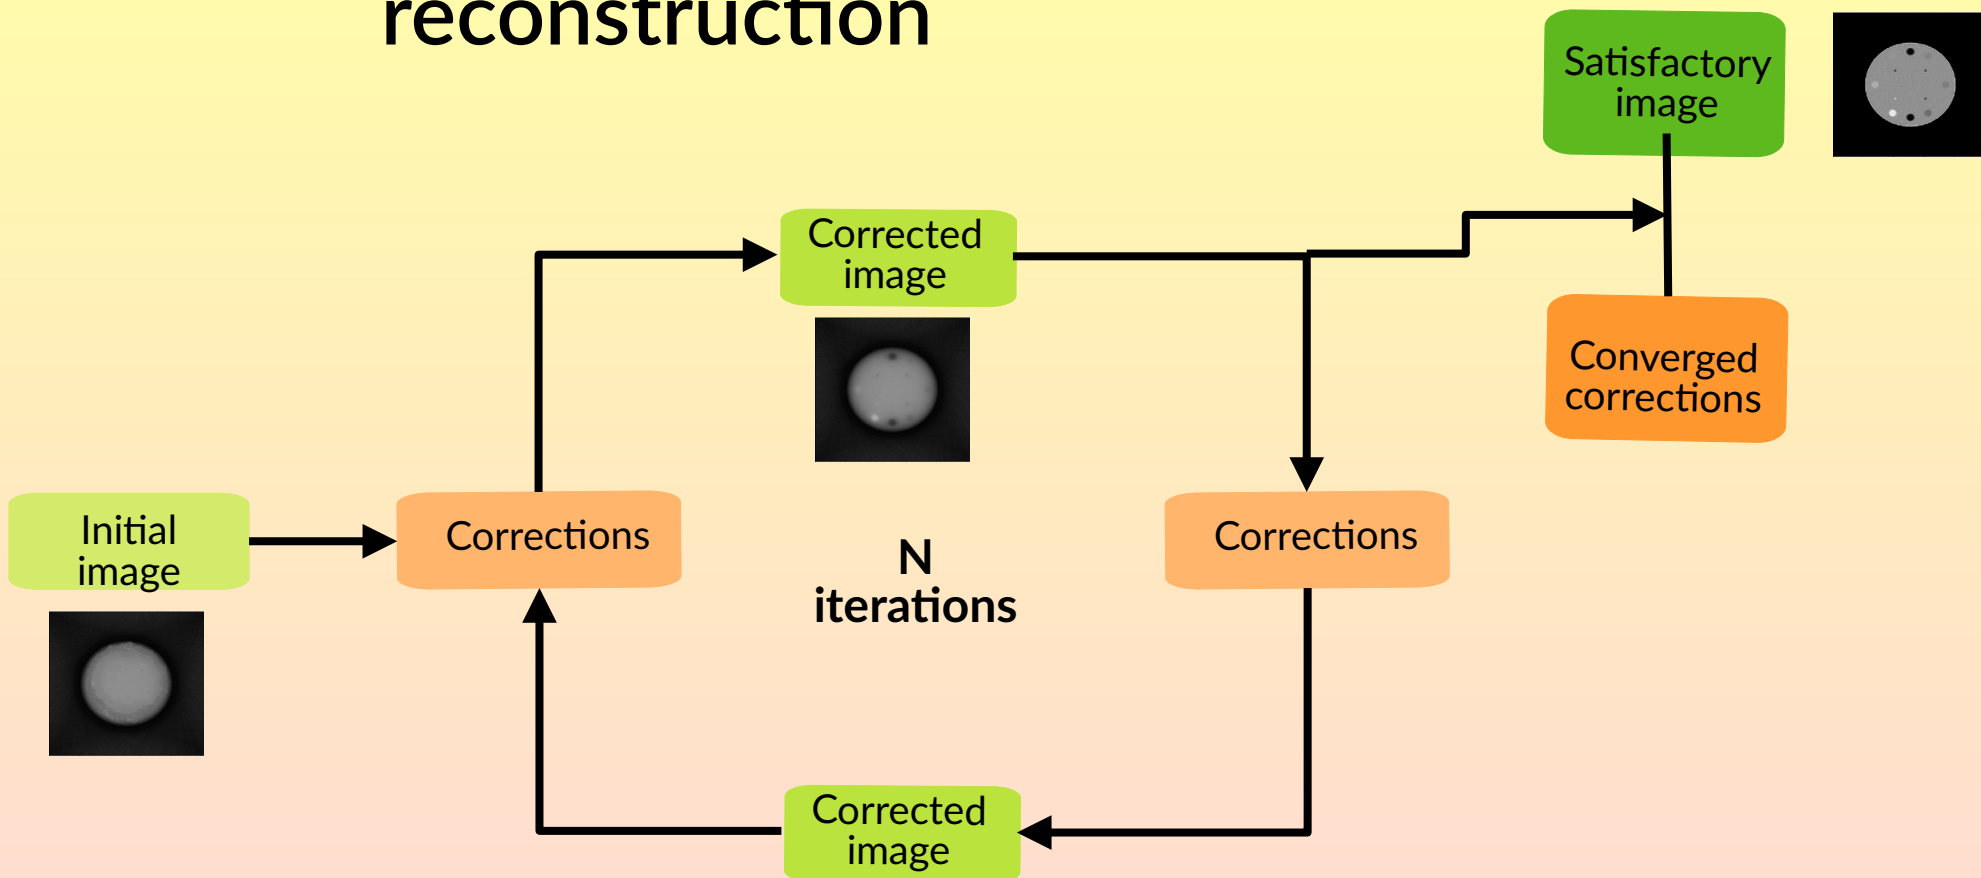 reconstruction
Satisfactory
image
Corrected
image
Converged
corrections
Initial
image
Corrections
N
iterations
Corrections
Corrected
image